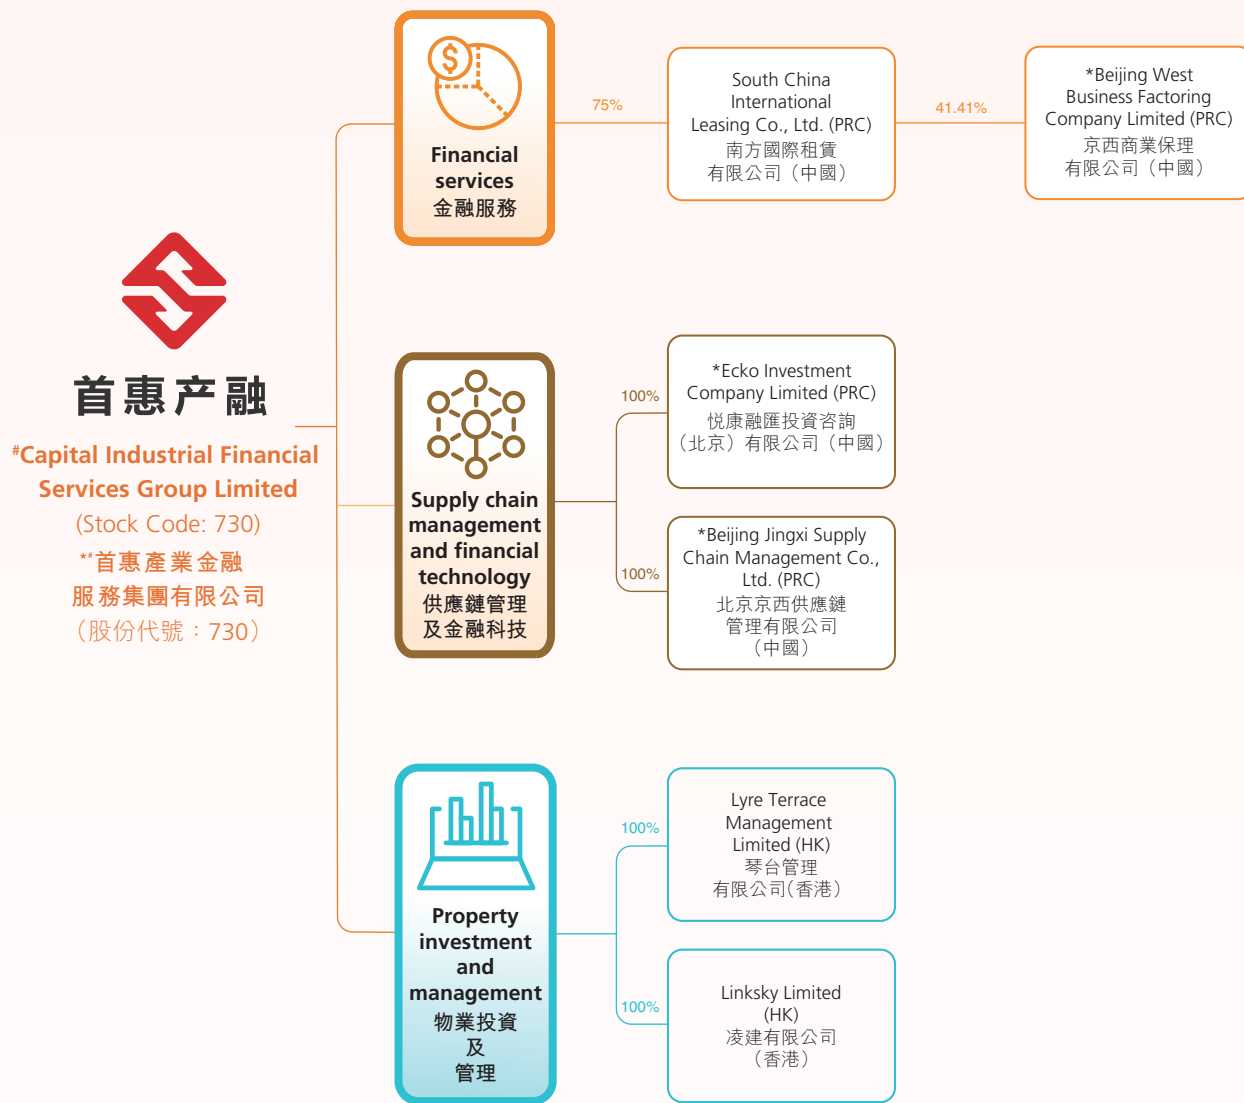 首惠产融
#Capital Industrial Financial
Services Group Limited
(Stock Code: 730)
*#首惠產業金融
服務集團有限公司
（股份代號：730）
$
Financial
services
金融服務
75%
South China
International
Leasing Co., Ltd. (PRC)
南方國際租賃
有限公司（中國）
41.41%
*Beijing West
Business Factoring
Company Limited (PRC)
京西商業保理
有限公司（中國）
Supply chain
management
and financial
technology
供應鏈管理
及金融科技
100%
*Ecko Investment
Company Limited (PRC)
悦康融匯投資咨詢
（北京）有限公司（中國）
100%
*Beijing Jingxi Supply
Chain Management Co.,
Ltd. (PRC)
北京京西供應鏈
管理有限公司
（中國）
Property
investment
and
management
物業投資
及
管理
100%
Lyre Terrace
Management
Limited (HK)
琴台管理
有限公司（香港）
100%
Linksky Limited
(HK)
凌建有限公司
（香港）